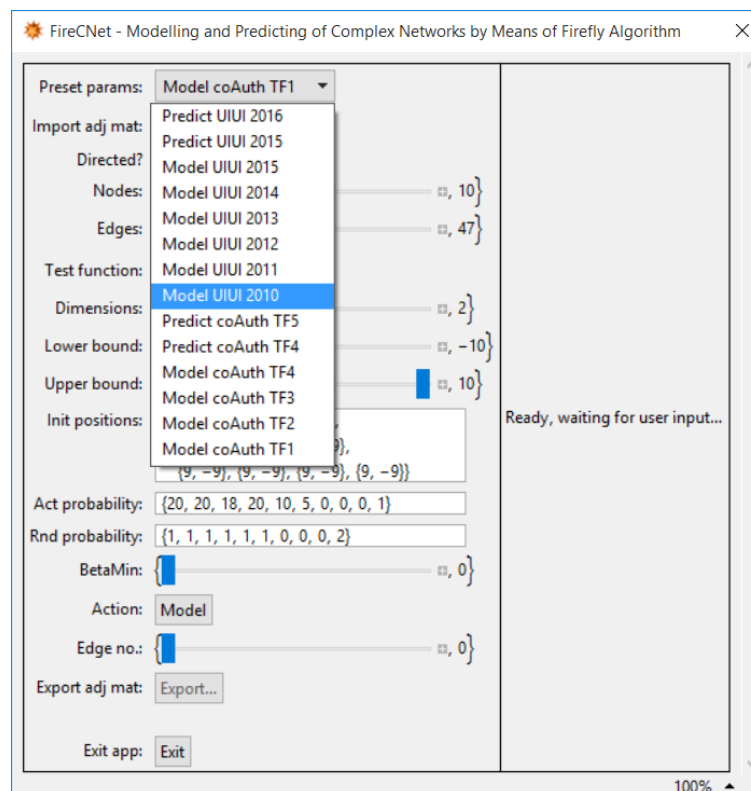 FireCNet - Modelling and Predicting of Complex Networks by Means of Firefly Algorithm
Preset params: Model coAuth TF1
Predict UIUI 2016
Import adj mat:
Predict UIUI 2015
Directed?
Model UIUI 2015
Nodes: , 10}
Model UIUI 2014
Model UIUI 2013
Edges: , 47}
Model UIUI 2012
Test function:
Model UIUI 2011
Model UIUI 2010
Dimensions: , 2}
Predict coAuth TF5
Lower bound: , −10}
Predict coAuth TF4
Model coAuth TF4
Upper bound: , 10}
Model coAuth TF3
Init positions: ,
Model coAuth TF2
Ready, waiting for user input...
Model coAuth TF1
9},
{9, −9}, {9, −9}, {9, −9}, {9, −9}}
Act probability: {20, 20, 18, 20, 10, 5, 0, 0, 0, 1}
Rnd probability: {1, 1, 1, 1, 1, 1, 0, 0, 0, 2}
BetaMin: { , 0}
Action: Model
Edge no.: { , 0}
Export adj mat: Export...
Exit app: Exit
100%